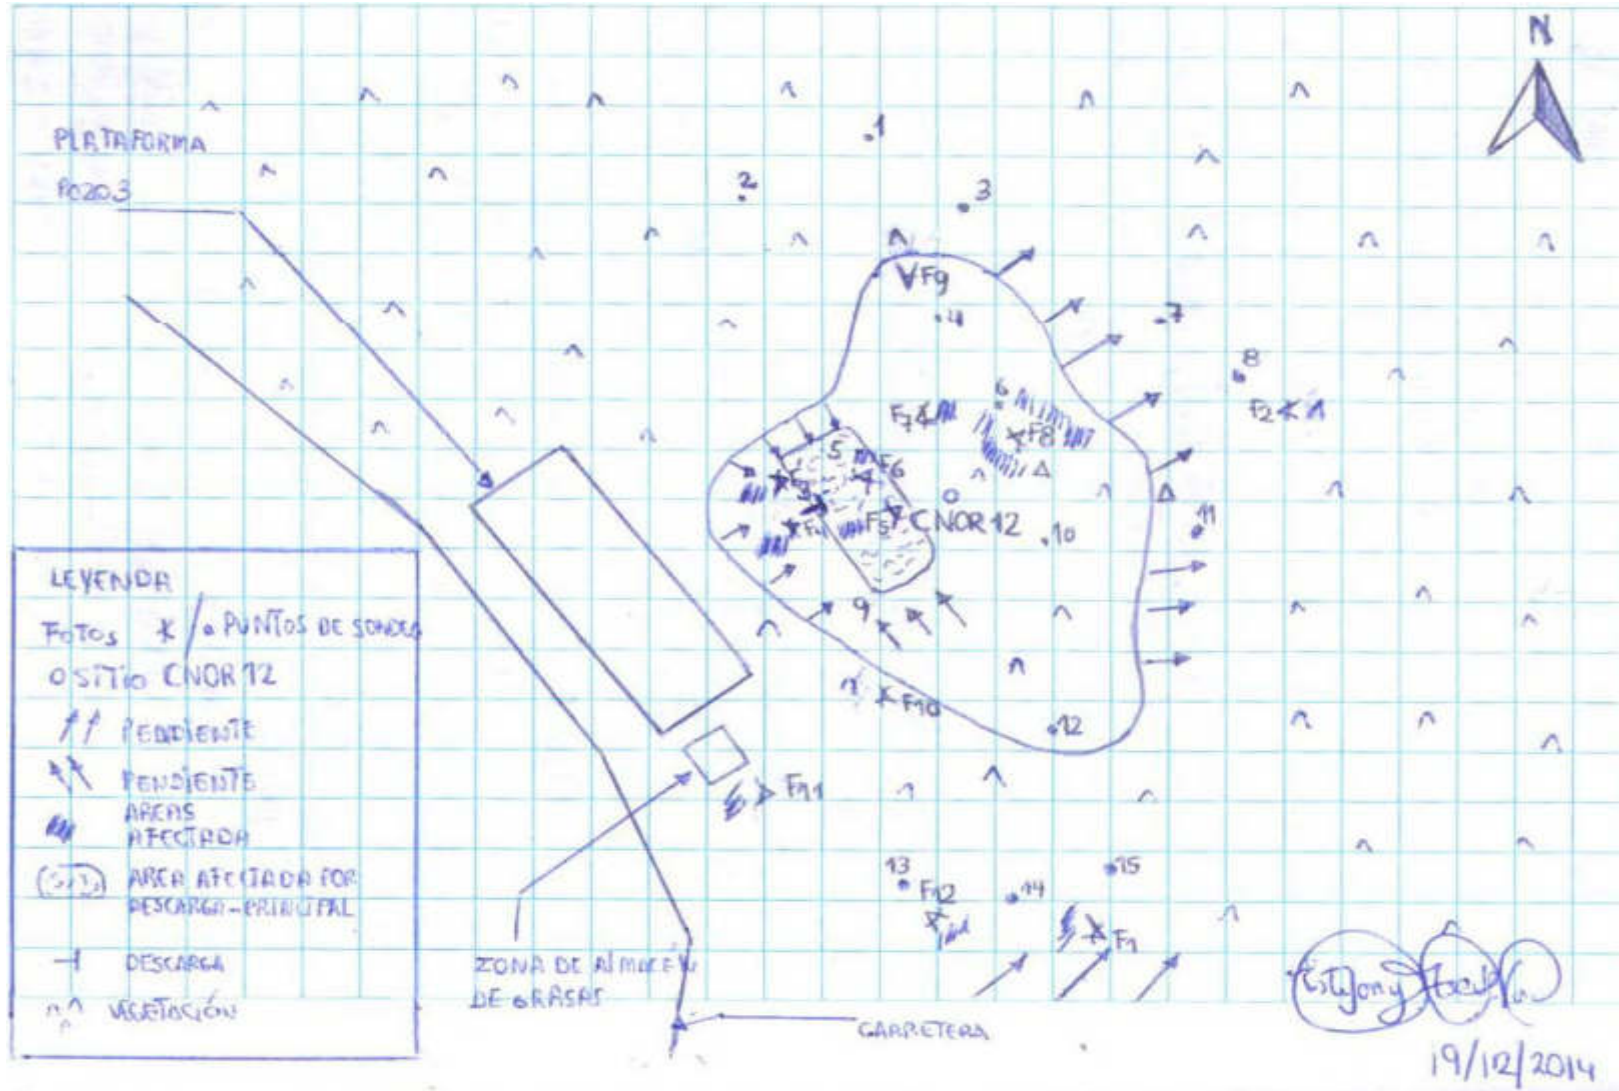 N
PLATAFORMA
POZO 3
1
2
3
F9
4
7
8
F2
F7
6
F8
5
F6
F3
F4
F5
CNOR 12
10
11
9
F10
12
F11
13
F12
14
15
F1
LEYENDA
FOTOS / PUNTOS DE SONDEO
O SITIO CNOR 12
PENDIENTE
PENDIENTE
AREAS
AFECTADA
AREA AFECTADA POR
DESCARGA-PRINCIPAL
DESCARGA
VEGETACIÓN
ZONA DE ALMACÉN
DE GRASAS
CARRETERA
19/12/2014